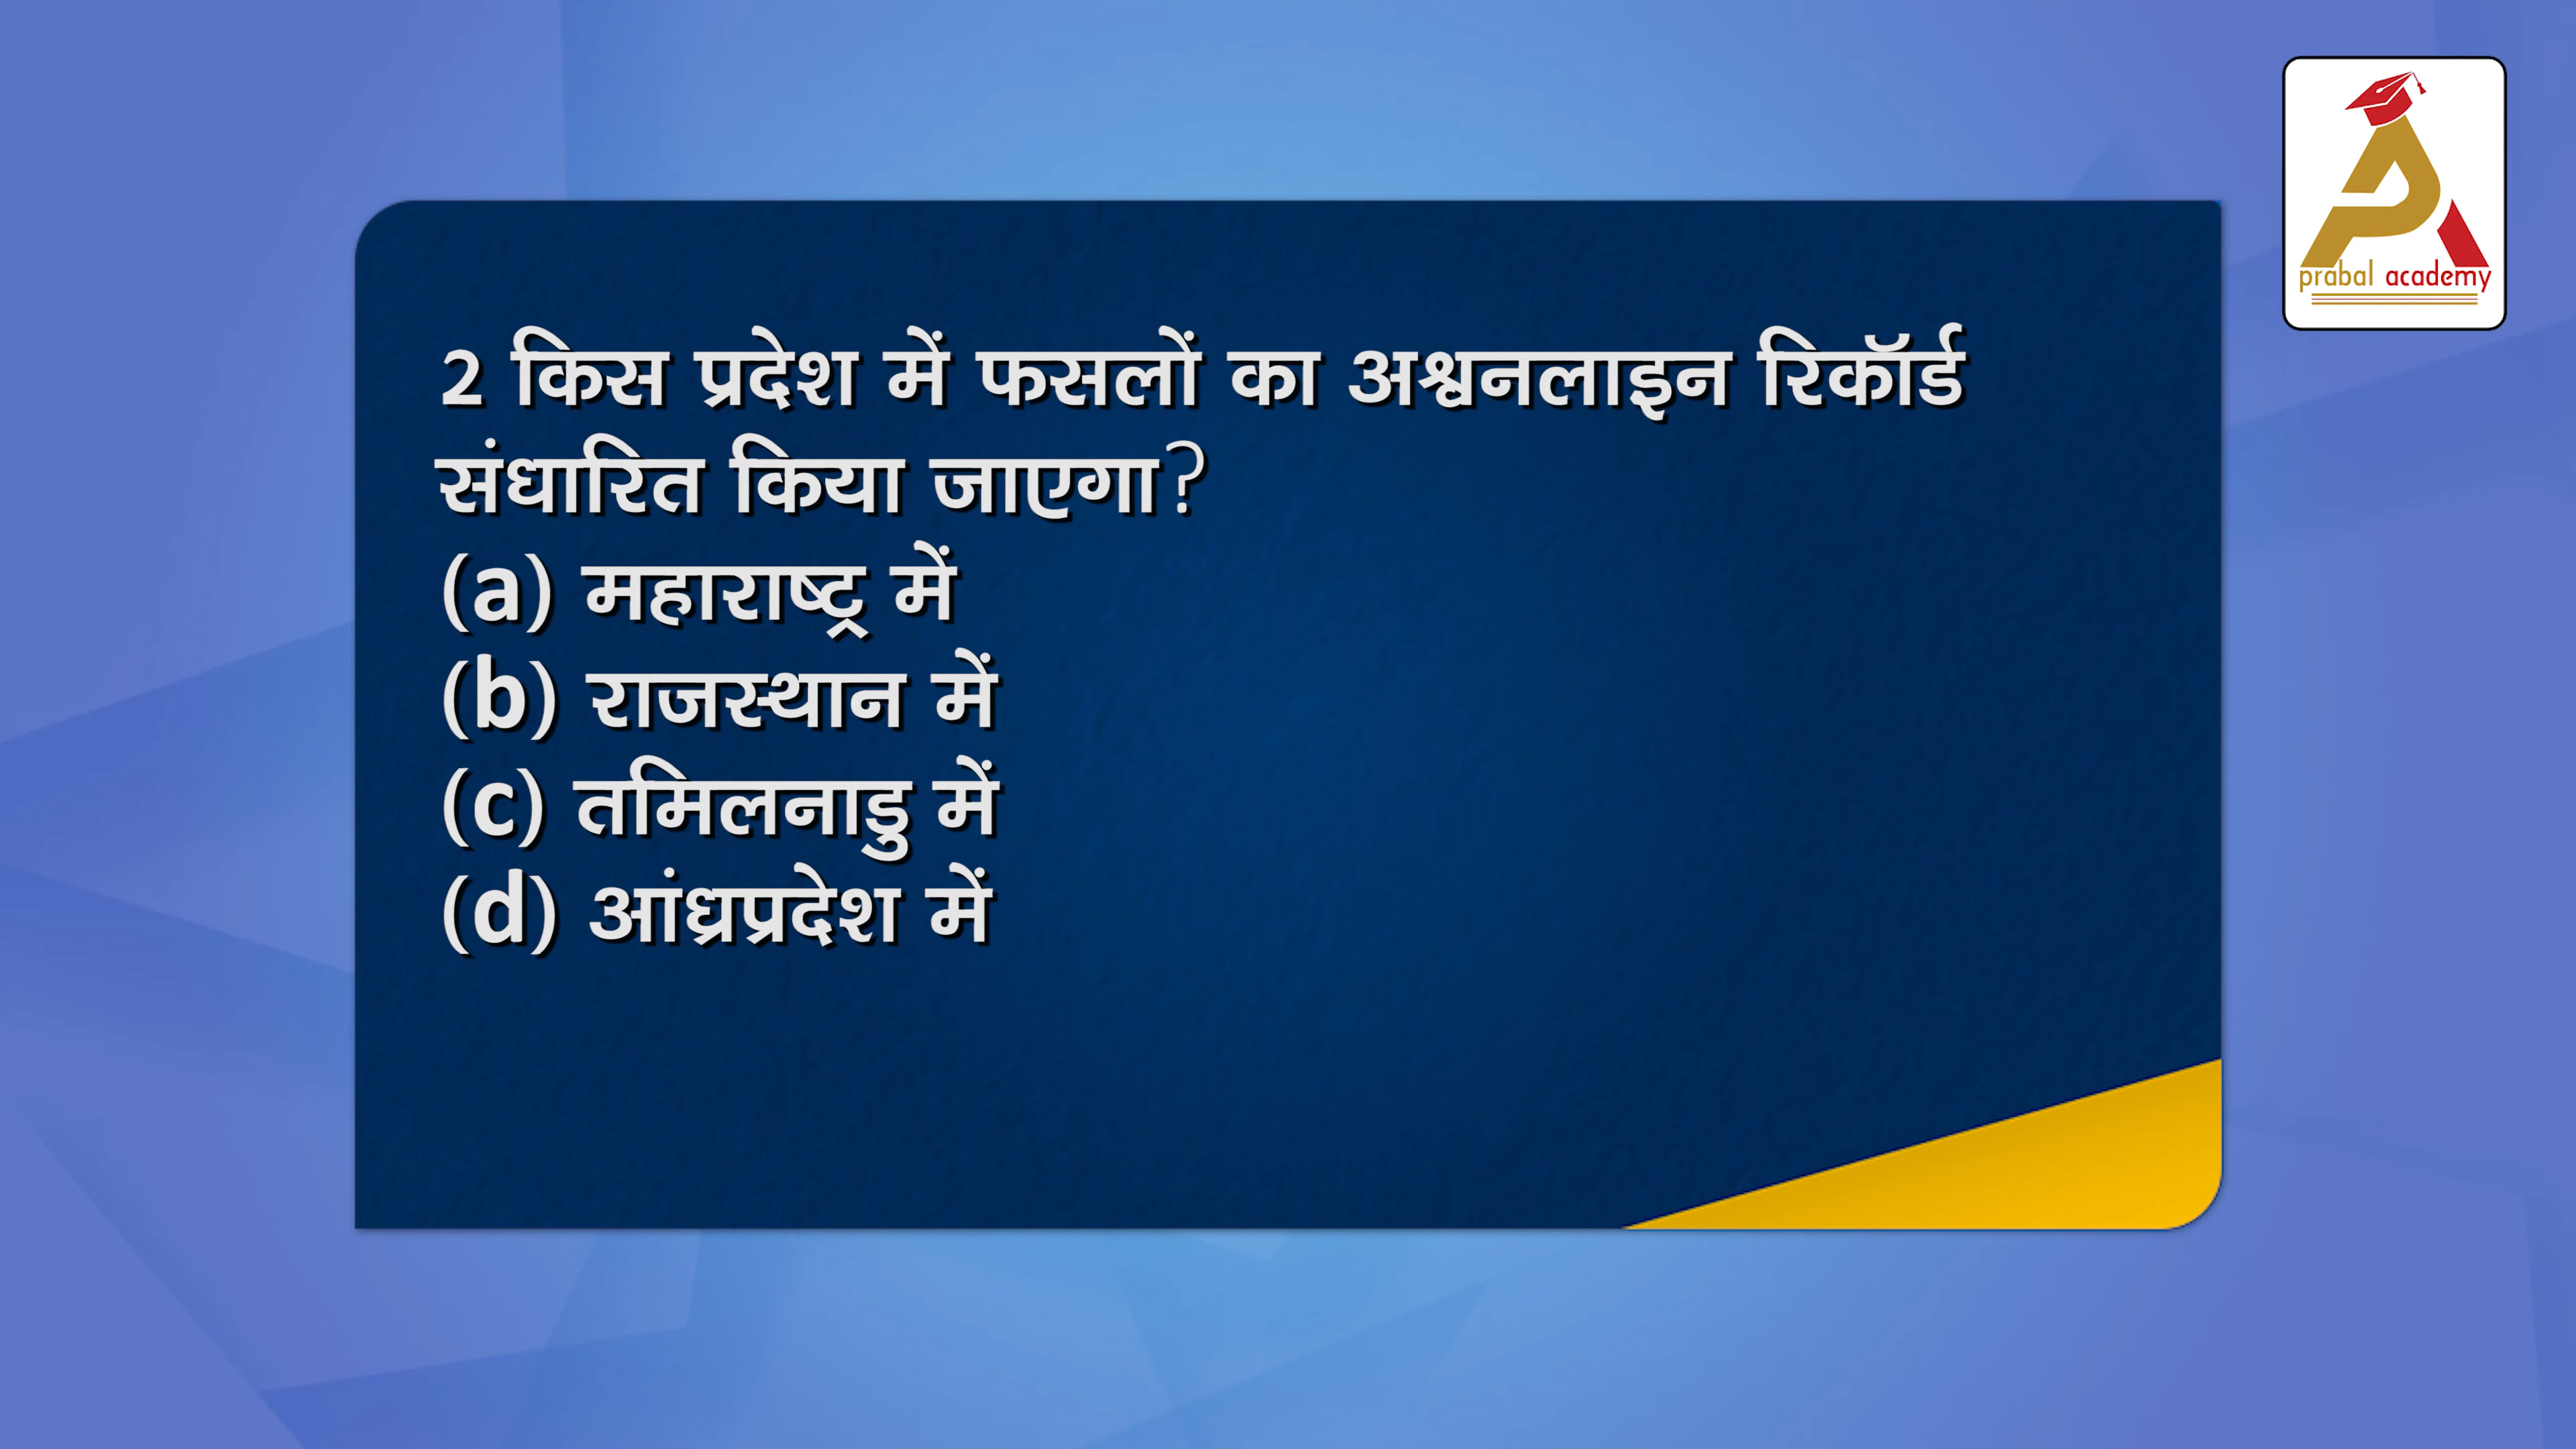 prabal academy
2 किस प्रदेश में फसलों का अश्वनलाइन रिकॉर्ड
संधारित किया जाएगा?
(a) महाराष्ट्र में
(b) राजस्थान में
(c) तमिलनाडु में
(d) आंध्रप्रदेश में